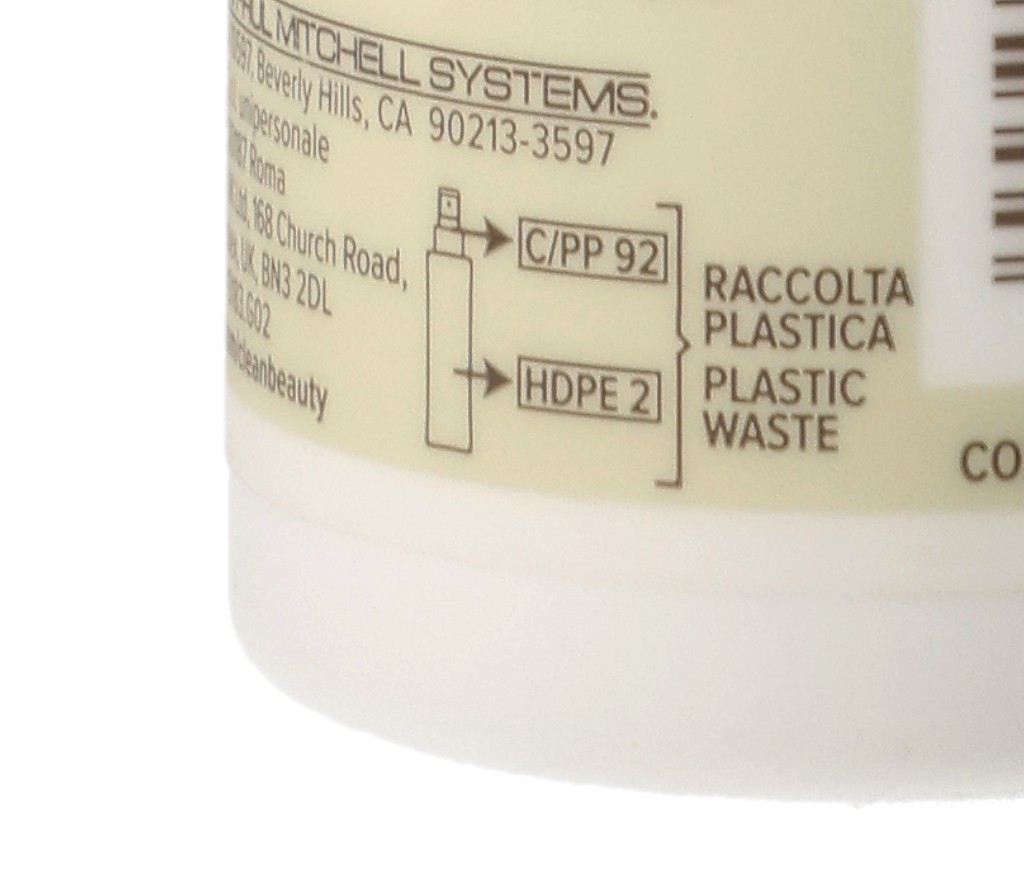 MITCHELL SYSTEMS.
Beverly Hills, CA 90213-3597
unipersonale
Roma
Ltd, 168 Church Road,
UK, BN3 2DL
cleanbeauty
C/PP 92
HDPE 2
RACCOLTA
PLASTICA
PLASTIC
WASTE
CO